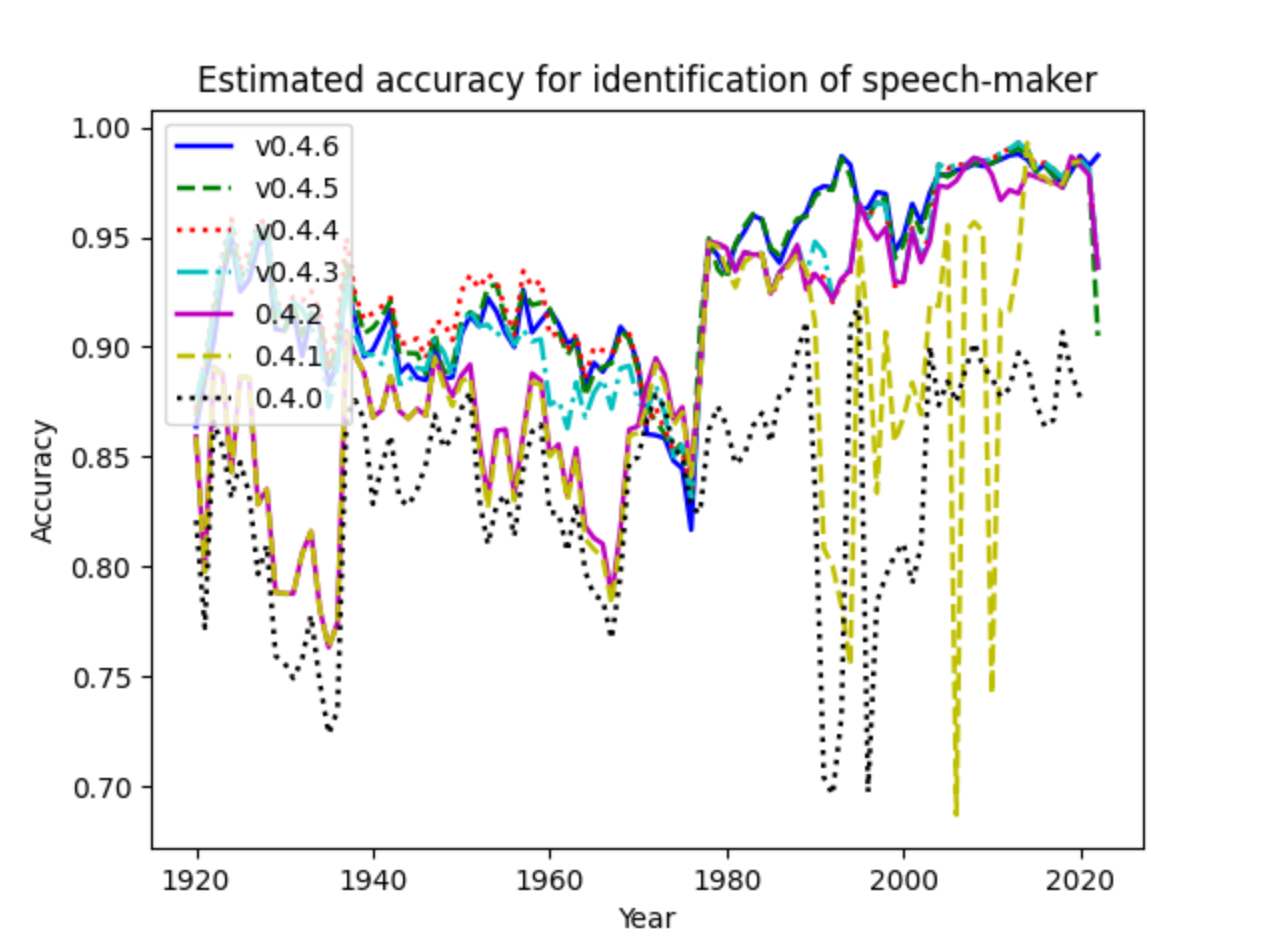 Estimated accuracy for identification of speech-maker
1.00
0.95
0.90
0.85
0.80
0.75
0.70
Accuracy
v0.4.6
v0.4.5
v0.4.4
v0.4.3
0.4.2
0.4.1
0.4.0
1920 1940 1960 1980 2000 2020
Year